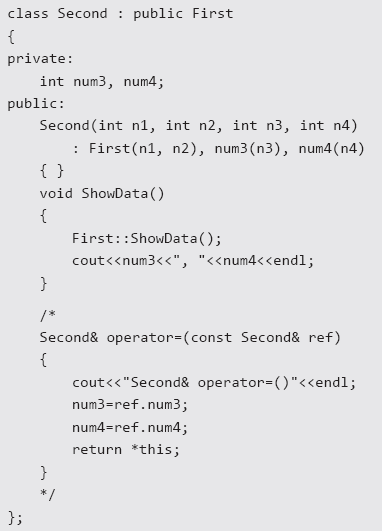 class Second : public First
{
private:
    int num3, num4;
public:
    Second(int n1, int n2, int n3, int n4)
        : First(n1, n2), num3(n3), num4(n4)
    { }
    void ShowData()
    {
        First::ShowData();
        cout<<num3<<", "<<num4<<endl;
    }
    /*
    Second& operator=(const Second& ref)
    {
        cout<<"Second& operator=()"<<endl;
        num3=ref.num3;
        num4=ref.num4;
        return *this;
    }
    */
};